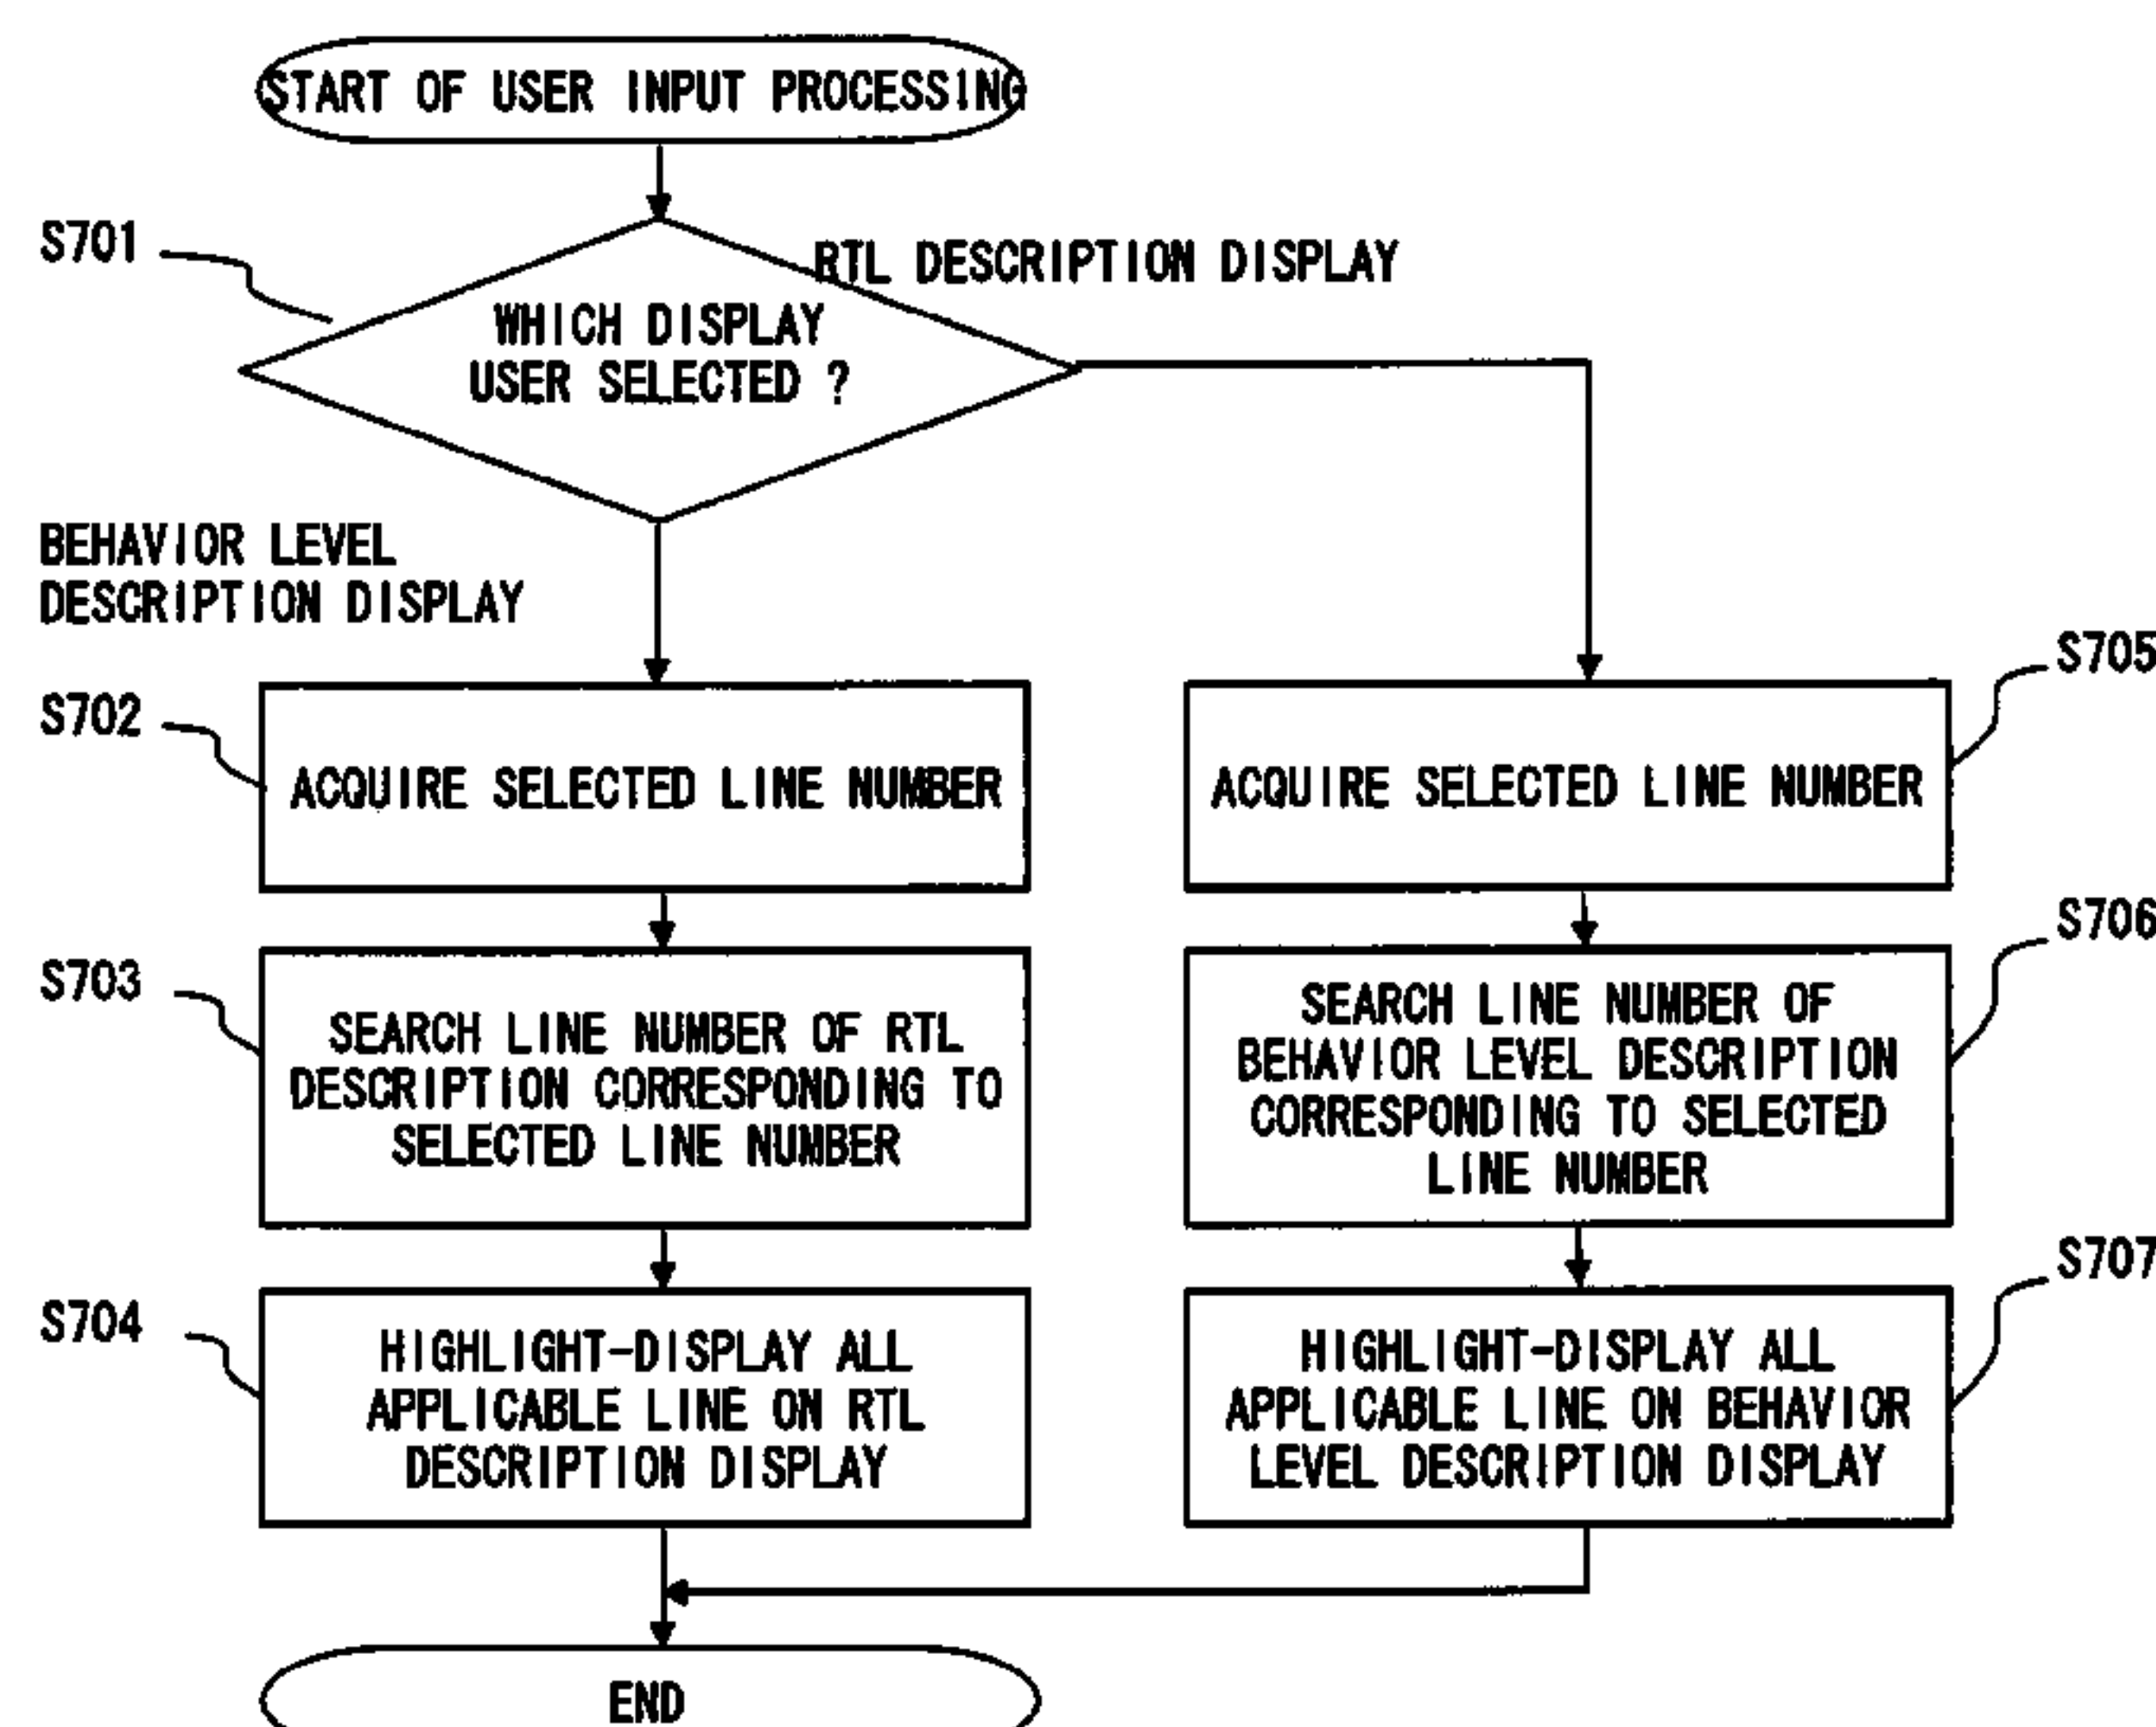 START OF USER INPUT PROCESSING
S701
RTL DESCRIPTION DISPLAY
WHICH DISPLAY
USER SELECTED ?
BEHAVIOR LEVEL
DESCRIPTION DISPLAY
S702
ACQUIRE SELECTED LINE NUMBER
S703
SEARCH LINE NUMBER OF RTL
DESCRIPTION CORRESPONDING TO
SELECTED LINE NUMBER
S704
HIGHLIGHT-DISPLAY ALL
APPLICABLE LINE ON RTL
DESCRIPTION DISPLAY
S705
ACQUIRE SELECTED LINE NUMBER
S706
SEARCH LINE NUMBER OF
BEHAVIOR LEVEL DESCRIPTION
CORRESPONDING TO SELECTED
LINE NUMBER
S707
HIGHLIGHT-DISPLAY ALL
APPLICABLE LINE ON BEHAVIOR
LEVEL DESCRIPTION DISPLAY
END